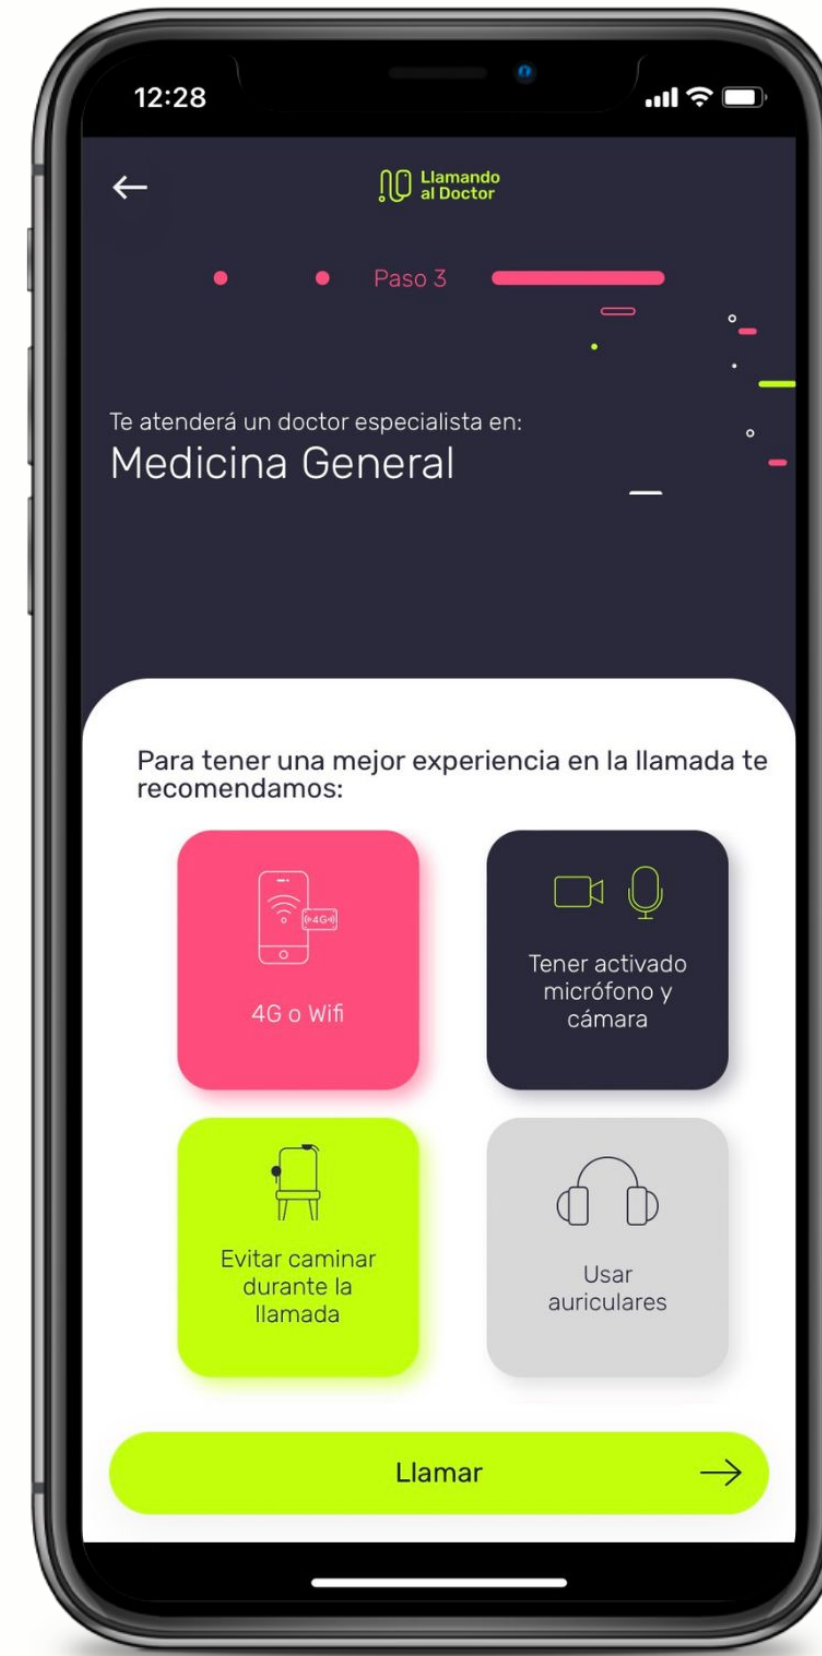 12:28
Llamando
al Doctor
Paso 3
Te atenderá un doctor especialista en:
Medicina General
Para tener una mejor experiencia en la llamada te
recomendamos:
4G
4G o Wifi
Tener activado
micrófono y
cámara
Evitar caminar
durante la
llamada
Usar
auriculares
Llamar